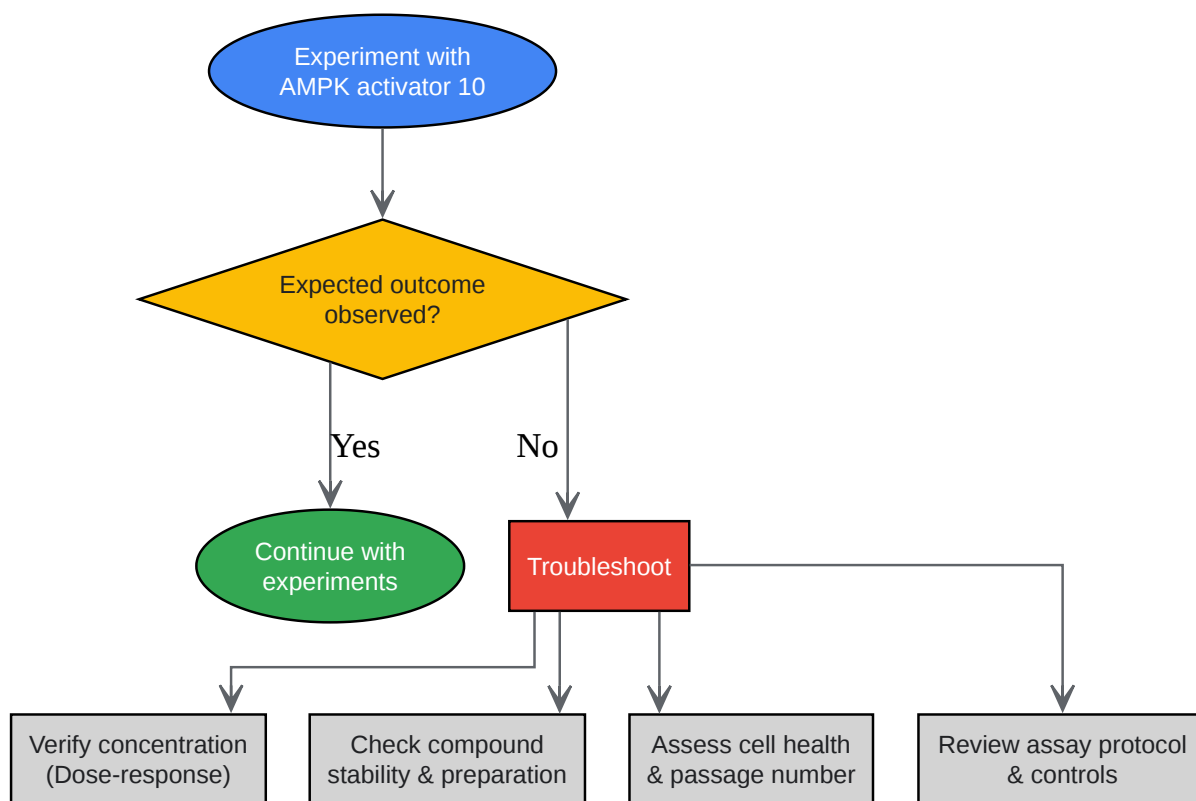 Experiment with
AMPK activator 10
Expected outcome
observed?
Yes
No
Continue with
experiments
Troubleshoot
Verify concentration
(Dose-response)
Check compound
stability & preparation
Assess cell health
& passage number
Review assay protocol
& controls